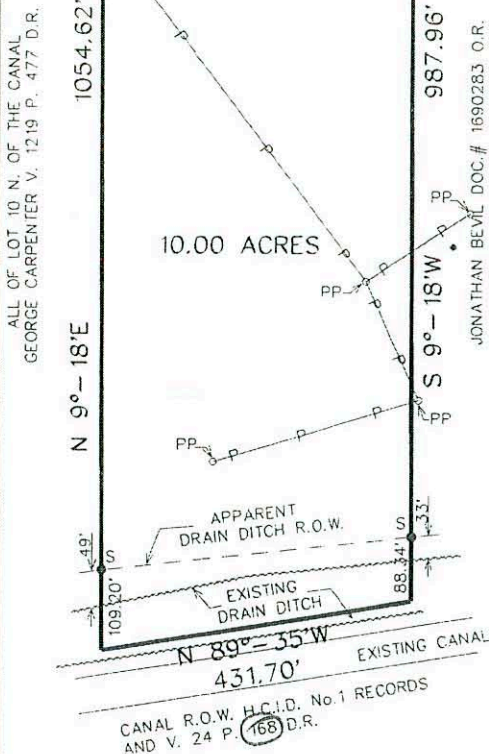 ALL OF LOT 10 N. OF THE CANAL
GEORGE CARPENTER V. 1219 P. 477 D.R.
1054.62'
N 9°-18'E
987.96'
S 9°-18'W
JONATHAN BEVIL DOC.# 1690283 O.R.
P
P
P
10.00 ACRES
PP
P
P
PP
P
P
PP
P
P
P
PP
APPARENT
DRAIN DITCH R.O.W.
S
S
49'
33'
109.20'
88.34'
EXISTING
DRAIN DITCH
N 89°-35'W
431.70'
EXISTING CANAL
CANAL R.O.W. H.C.I.D. No.1 RECORDS
AND V. 24 P. 168 D.R.